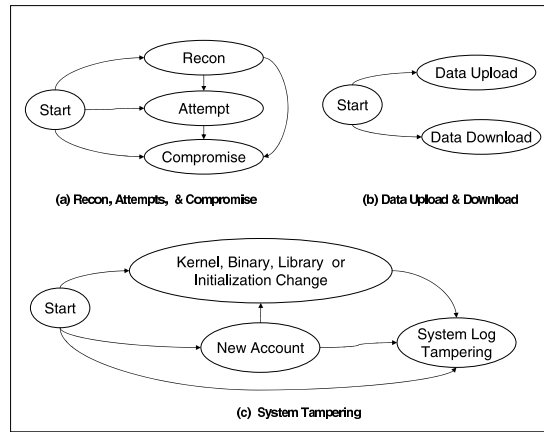 Recon
Start
Attempt
Compromise
(a) Recon, Attempts, & Compromise
Data Upload
Start
Data Download
(b) Data Upload & Download
Kernel, Binary, Library or
Initialization Change
Start
New Account
System Log
Tampering
(c) System Tampering